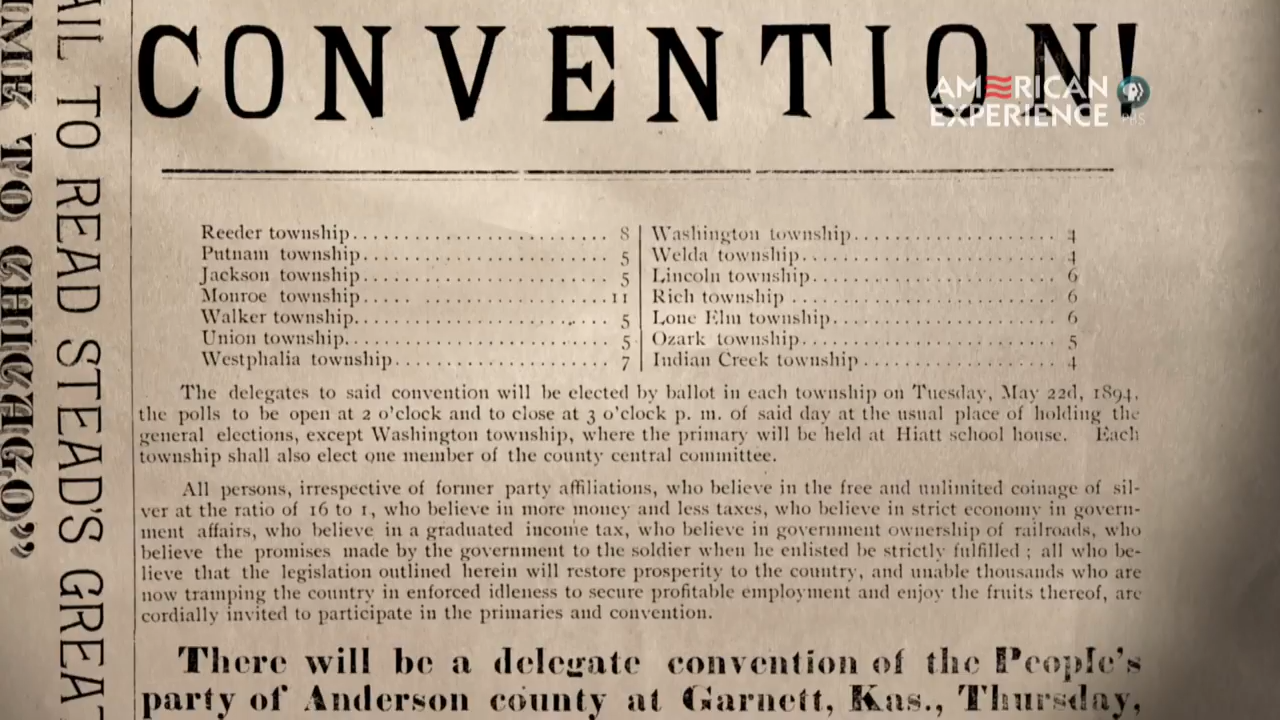 CONVENTION!
AMERICAN
EXPERIENCE
PBS
Reeder township........................... 8
Putnam township.......................... 5
Jackson township.......................... 5
Monroe township.......................... 11
Walker township.......................... 5
Union township........................... 5
Westphalia township...................... 7
Washington township...................... 4
Welda township........................... 4
Lincoln township......................... 6
Rich township ........................... 6
Lone Elm township........................ 6
Ozark township........................... 5
Indian Creek township.................... 4
The delegates to said convention will be elected by ballot in each township on Tuesday, May 22d, 1894,
the polls to be open at 2 o'clock and to close at 3 o'clock p. m. of said day at the usual place of holding the
general elections, except Washington township, where the primary will be held at Hiatt school house. Each
township shall also elect one member of the county central committee.
All persons, irrespective of former party affiliations, who believe in the free and unlimited coinage of sil-
ver at the ratio of 16 to 1, who believe in more money and less taxes, who believe in strict economy in govern-
ment affairs, who believe in a graduated income tax, who believe in government ownership of railroads, who
believe the promises made by the government to the soldier when he enlisted be strictly fulfilled ; all who be-
lieve that the legislation outlined herein will restore prosperity to the country, and unable thousands who are
now tramping the country in enforced idleness to secure profitable employment and enjoy the fruits thereof, are
cordially invited to participate in the primaries and convention.
There will be a delegate convention of the People's
party of Anderson county at Garnett, Kas., Thursday,
TO READ STEAD'S
TO CHICAGO"